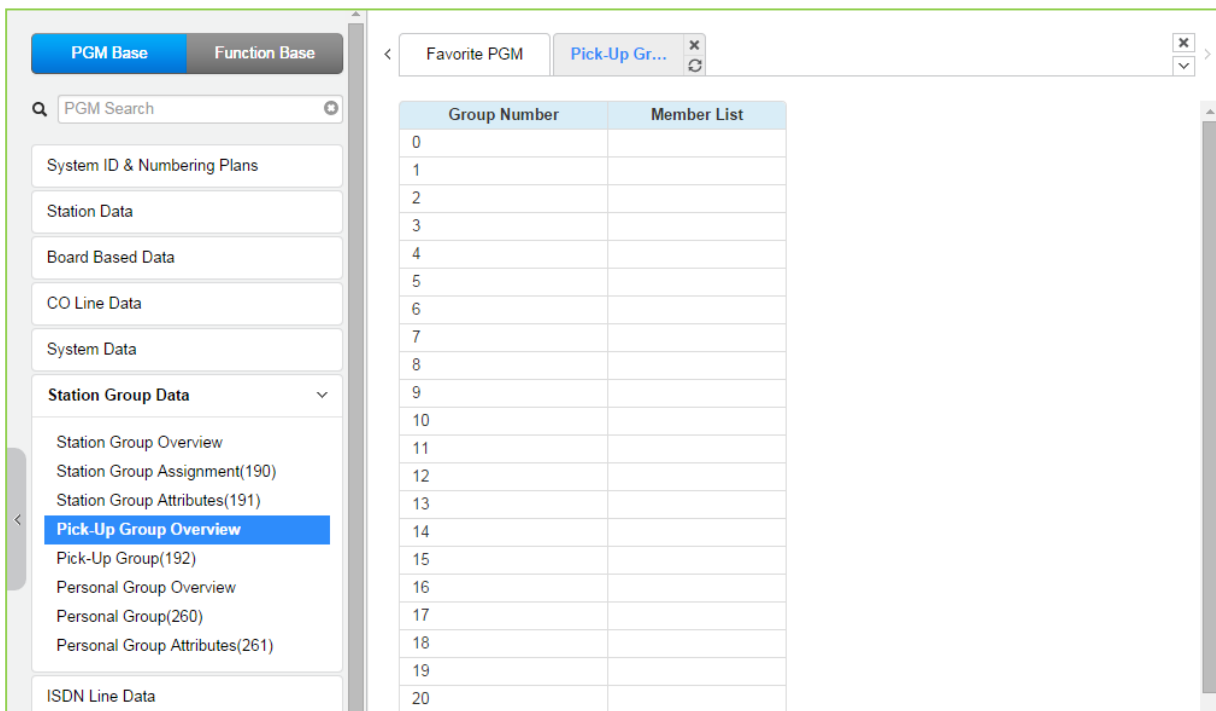 PGM Base Function Base
PGM Search
System ID & Numbering Plans
Station Data
Board Based Data
CO Line Data
System Data
Station Group Data
Station Group Overview
Station Group Assignment(190)
Station Group Attributes(191)
Pick-Up Group Overview
Pick-Up Group(192)
Personal Group Overview
Personal Group(260)
Personal Group Attributes(261)
ISDN Line Data
Favorite PGM Pick-Up Gr...
Group Number Member List
0
1
2
3
4
5
6
7
8
9
10
11
12
13
14
15
16
17
18
19
20